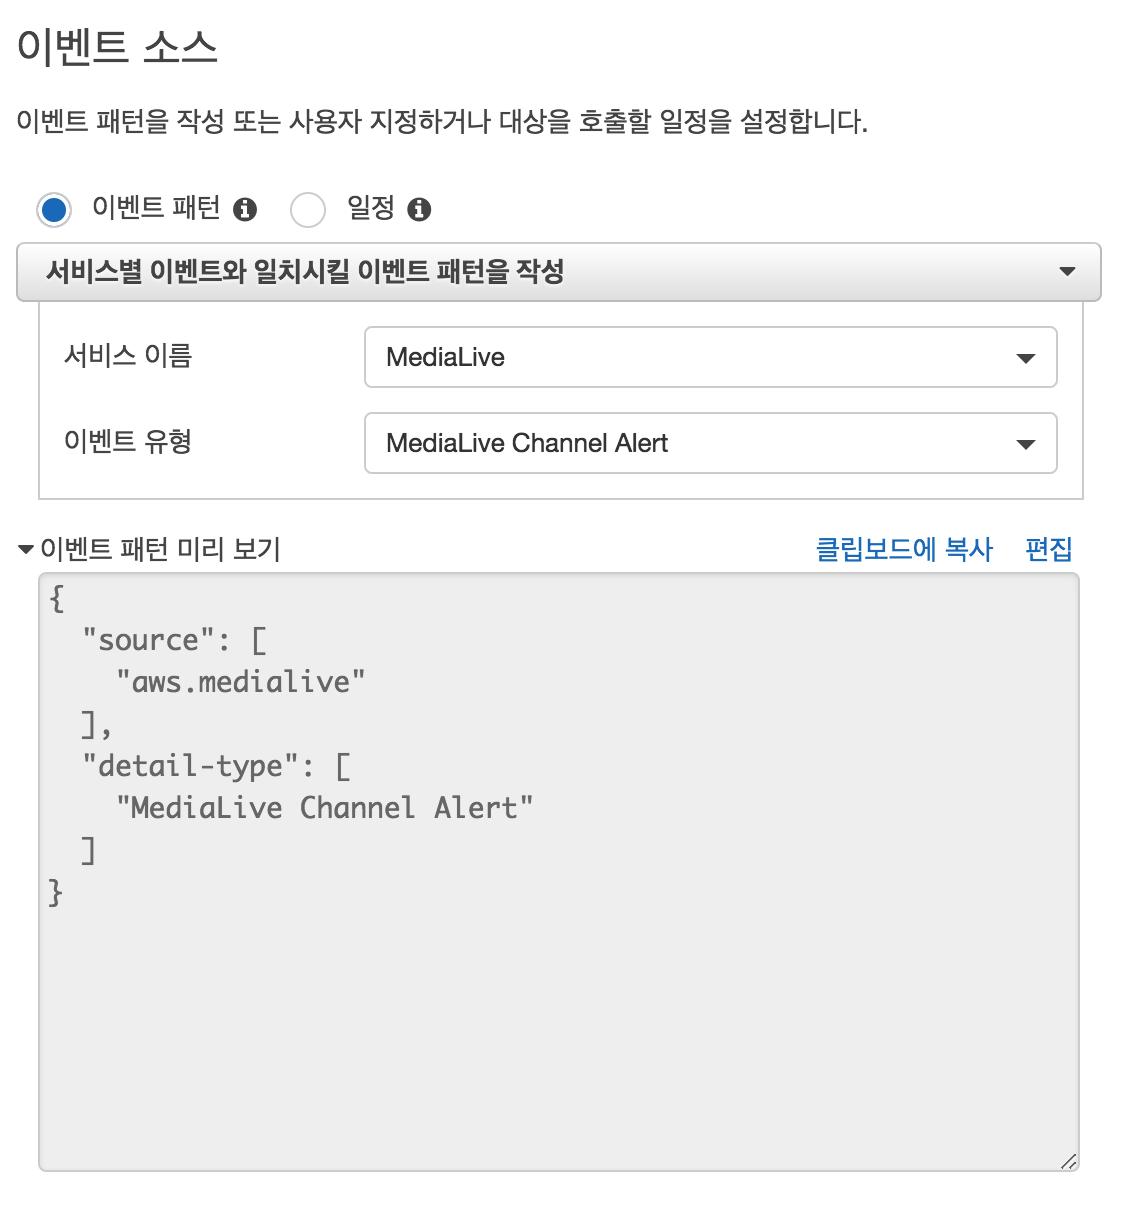 이벤트 소스
이벤트 패턴을 작성 또는 사용자 지정하거나 대상을 호출할 일정을 설정합니다.
이벤트 패턴 일정
서비스별 이벤트와 일치시킬 이벤트 패턴을 작성
서비스 이름 MediaLive
이벤트 유형 MediaLive Channel Alert
이벤트 패턴 미리 보기 클립보드에 복사 편집
{
  "source": [
    "aws.medialive"
  ],
  "detail-type": [
    "MediaLive Channel Alert"
  ]
}